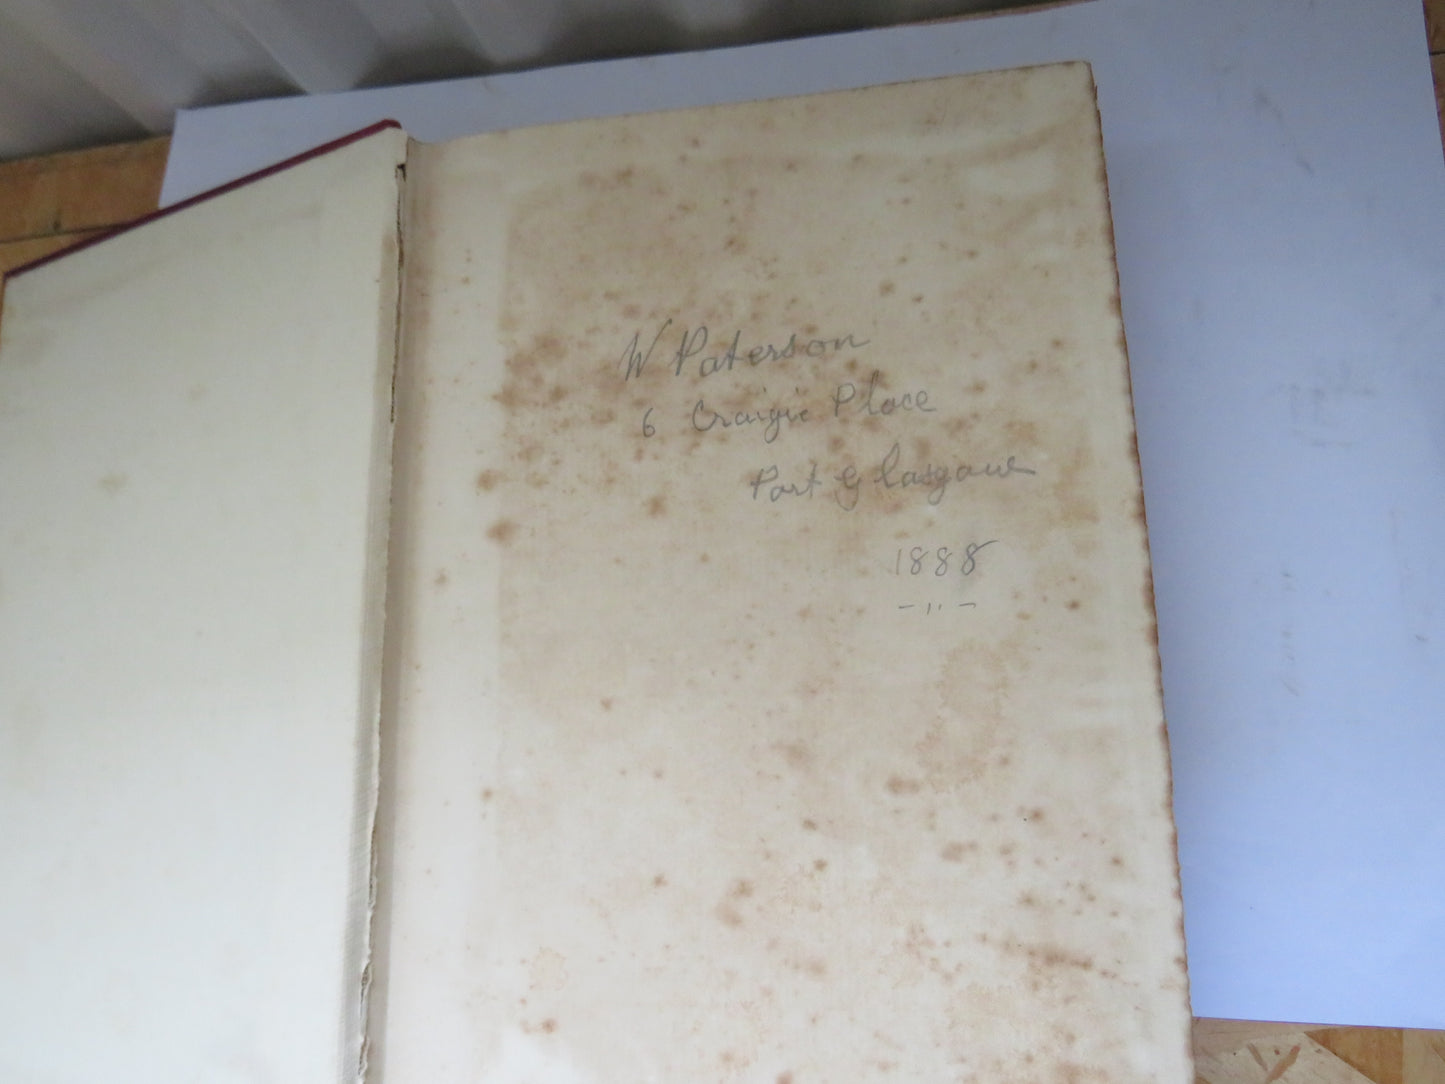 W Paterson
6 Craigie Place
Port Glasgow
1888
– " –